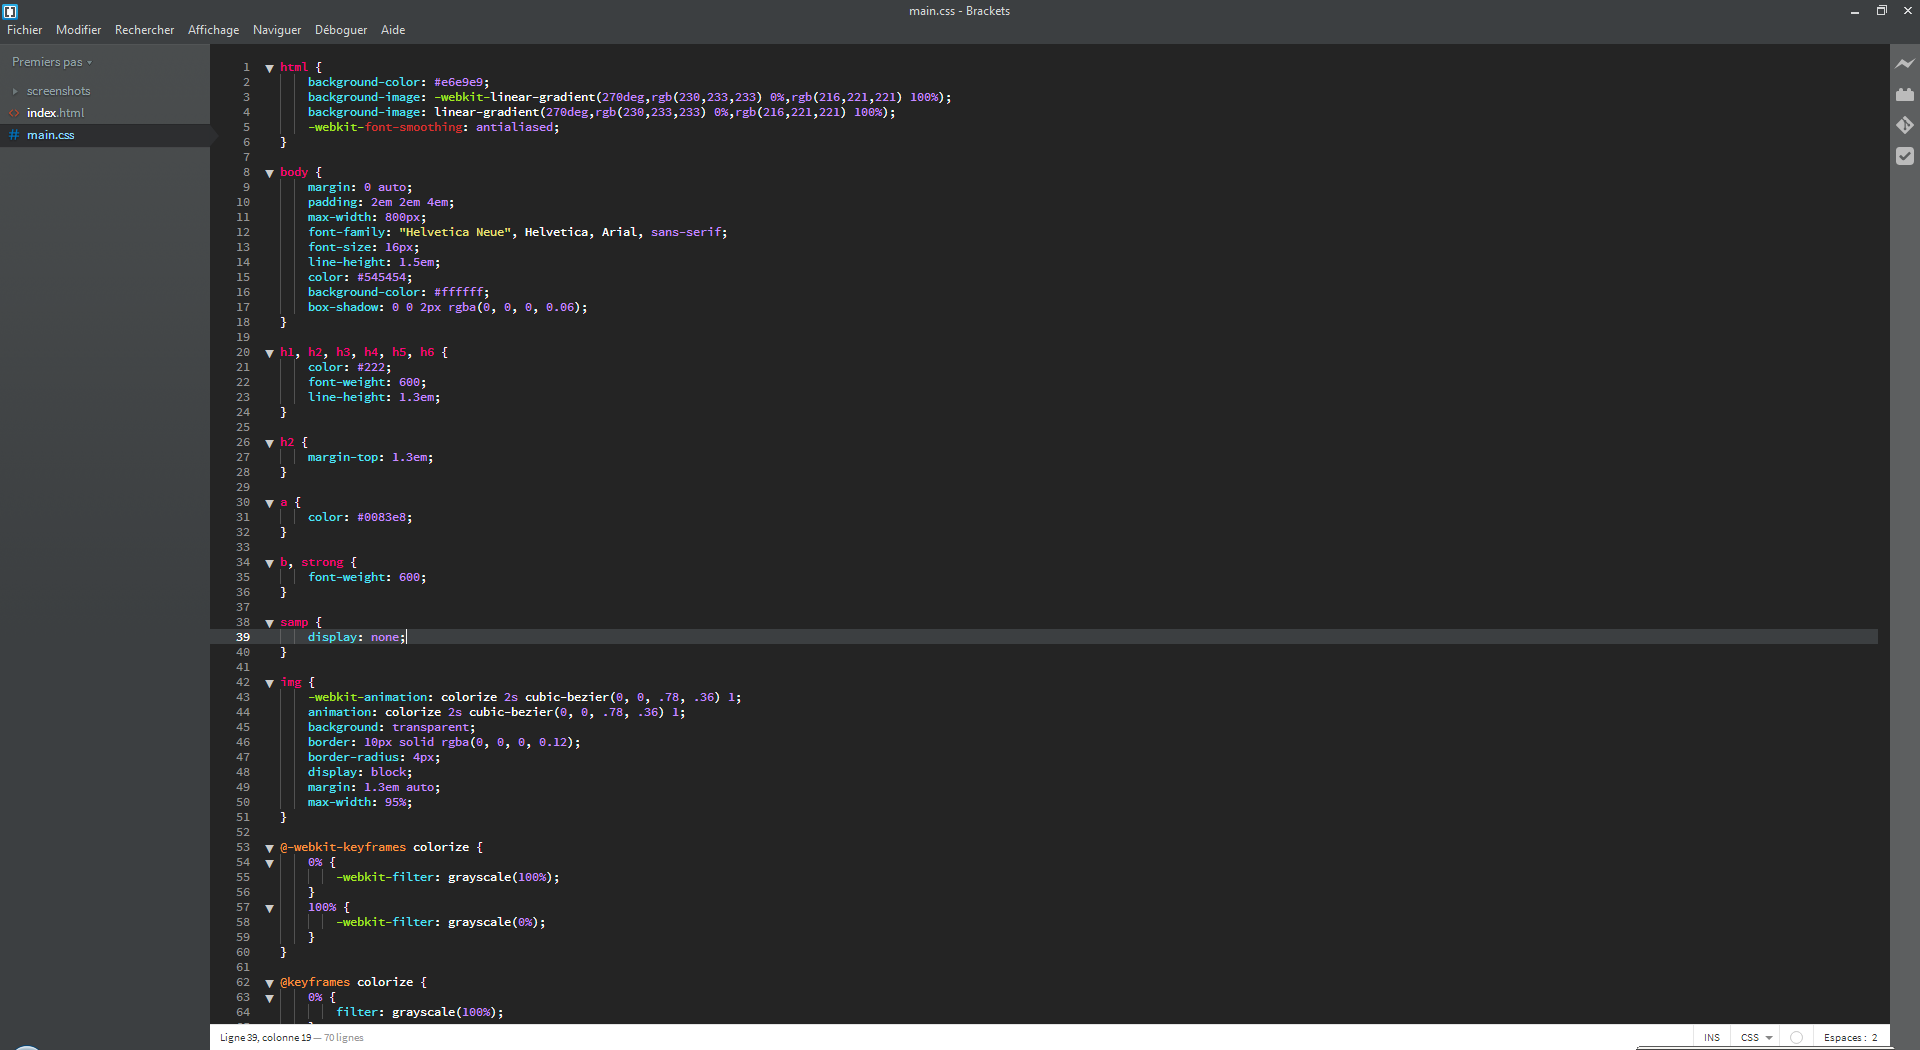 main.css - Brackets
Fichier Modifier Rechercher Affichage Naviguer Déboguer Aide
Premiers pas
screenshots
index.html
main.css
1 html {
2 background-color: #e6e9e9;
3 background-image: -webkit-linear-gradient(270deg,rgb(230,233,233) 0%,rgb(216,221,221) 100%);
4 background-image: linear-gradient(270deg,rgb(230,233,233) 0%,rgb(216,221,221) 100%);
5 -webkit-font-smoothing: antialiased;
6 }
7
8 body {
9 margin: 0 auto;
10 padding: 2em 2em 4em;
11 max-width: 800px;
12 font-family: "Helvetica Neue", Helvetica, Arial, sans-serif;
13 font-size: 16px;
14 line-height: 1.5em;
15 color: #545454;
16 background-color: #ffffff;
17 box-shadow: 0 0 2px rgba(0, 0, 0, 0.06);
18 }
19
20 h1, h2, h3, h4, h5, h6 {
21 color: #222;
22 font-weight: 600;
23 line-height: 1.3em;
24 }
25
26 h2 {
27 margin-top: 1.3em;
28 }
29
30 a {
31 color: #0083e8;
32 }
33
34 b, strong {
35 font-weight: 600;
36 }
37
38 samp {
39 display: none;
40 }
41
42 img {
43 -webkit-animation: colorize 2s cubic-bezier(0, 0, .78, .36) 1;
44 animation: colorize 2s cubic-bezier(0, 0, .78, .36) 1;
45 background: transparent;
46 border: 10px solid rgba(0, 0, 0, 0.12);
47 border-radius: 4px;
48 display: block;
49 margin: 1.3em auto;
50 max-width: 95%;
51 }
52
53 @-webkit-keyframes colorize {
54 0% {
55 -webkit-filter: grayscale(100%);
56 }
57 100% {
58 -webkit-filter: grayscale(0%);
59 }
60 }
61
62 @keyframes colorize {
63 0% {
64 filter: grayscale(100%);
Ligne 39, colonne 19 — 70 lignes INS CSS Espaces : 2